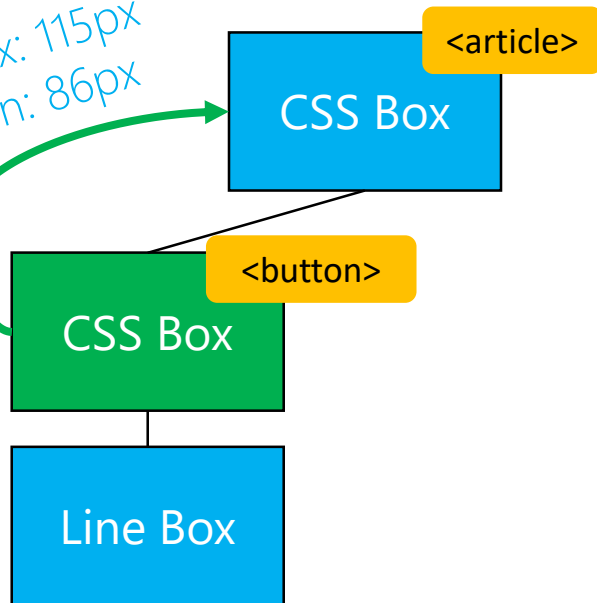 x: 115px
n: 86px
<article>
CSS Box
<button>
CSS Box
Line Box